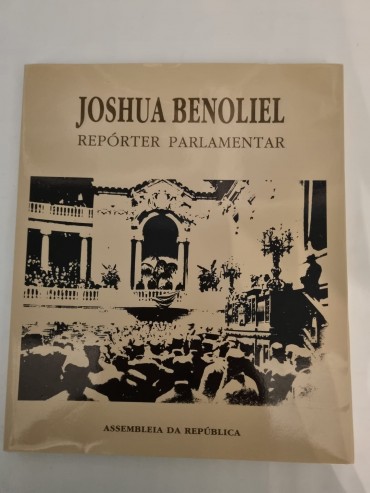 JOSHUA BENOLIEL
REPÓRTER PARLAMENTAR
ASSEMBLEIA DA REPÚBLICA